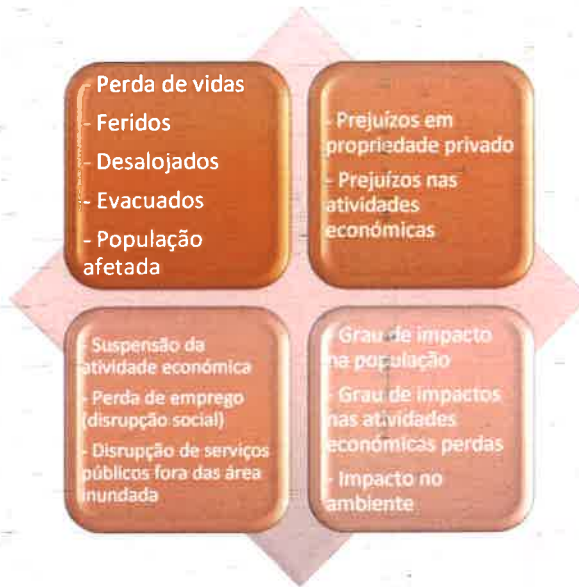 - Perda de vidas
- Feridos
- Desalojados
- Evacuados
- População
afetada
- Prejuízos em
propriedade privado
- Prejuízos nas
atividades
económicas
- Suspensão da
atividade económica
- Perda de emprego
(disrupção social)
- Disrupção de serviços
públicos fora das área
inundada
- Grau de impacto
na população
- Grau de impactos
nas atividades
económicas perdas
- Impacto no
ambiente